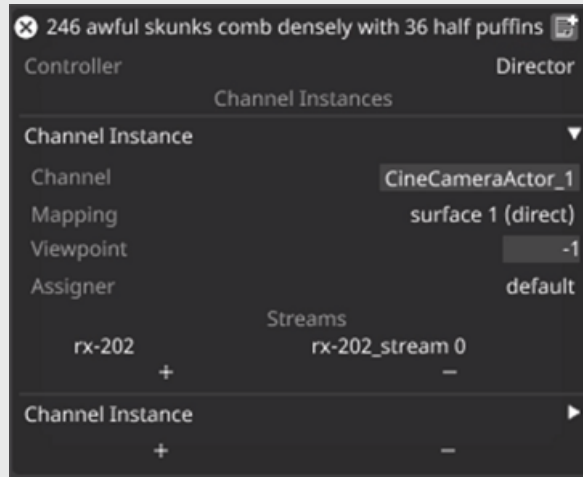 246 awful skunks comb densely with 36 half puffins
Controller Director
Channel Instances
Channel Instance
Channel CineCameraActor_1
Mapping surface 1 (direct)
Viewpoint -1
Assigner default
Streams
rx-202 rx-202_stream 0
+ −
Channel Instance
+ −